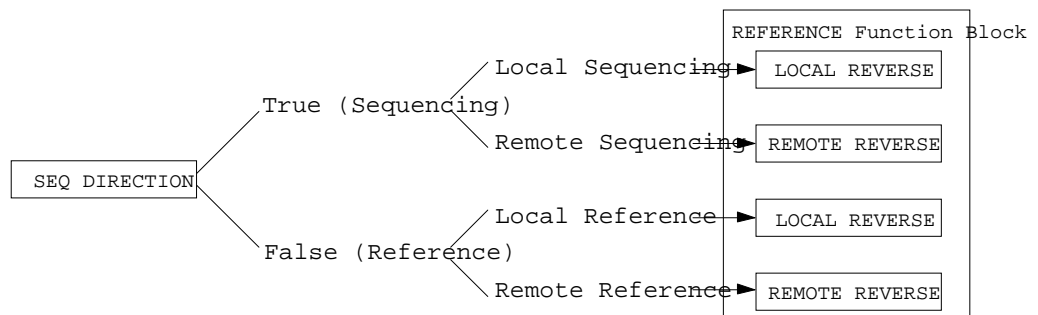 REFERENCE Function Block
Local Sequencing
LOCAL REVERSE
True (Sequencing)
Remote Sequencing
REMOTE REVERSE
SEQ DIRECTION
Local Reference
LOCAL REVERSE
False (Reference)
Remote Reference
REMOTE REVERSE